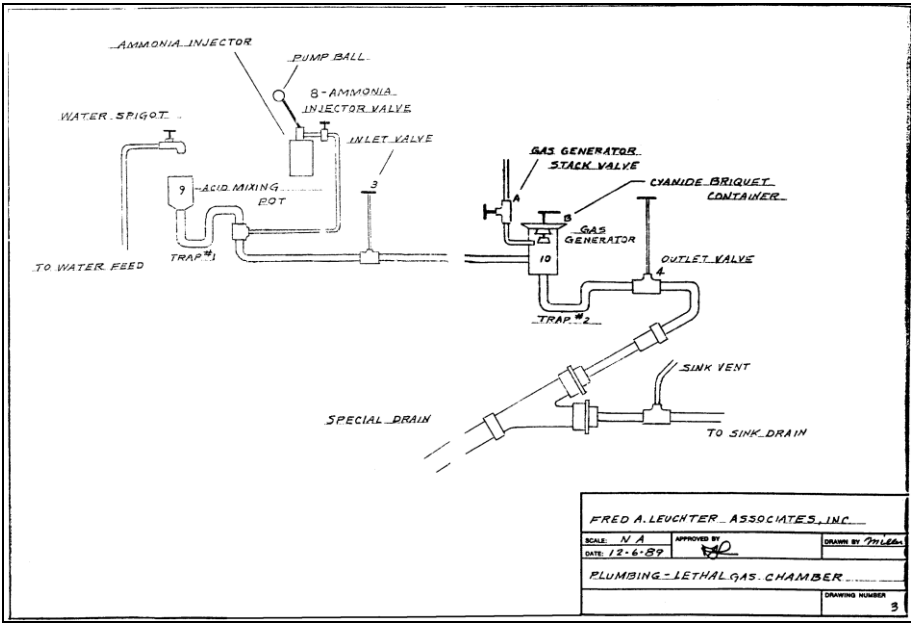 AMMONIA INJECTOR
PUMP BALL
8-AMMONIA
INJECTOR VALVE
WATER SPIGOT
INLET VALVE
3
9
ACID MIXING
POT
TRAP #1
TO WATER FEED
GAS GENERATOR
STACK VALVE
CYANIDE BRIQUET
CONTAINER
A
B
GAS
GENERATOR
10
OUTLET VALVE
4
TRAP #2
SINK VENT
SPECIAL DRAIN
TO SINK DRAIN
FRED A. LEUCHTER ASSOCIATES, INC.
SCALE: N A
APPROVED BY
DRAWN BY Miller
DATE: 12-6-89
PLUMBING - LETHAL GAS CHAMBER
DRAWING NUMBER
3